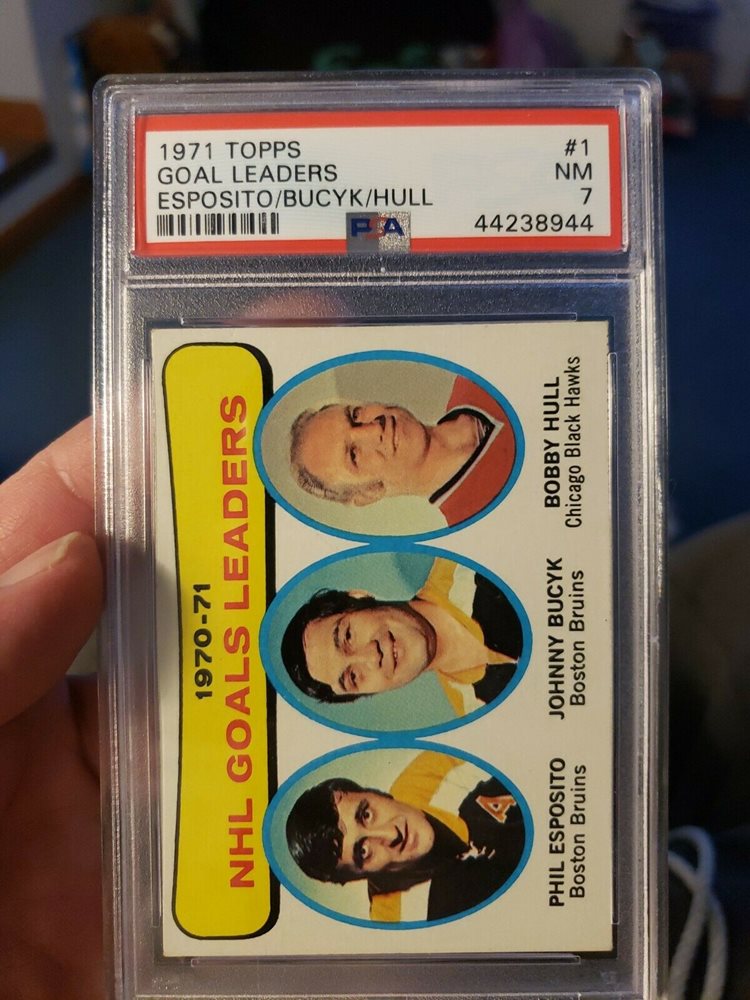 1971 TOPPS #1
GOAL LEADERS NM
ESPOSITO/BUCYK/HULL 7
PSA 44238944
1970-71
NHL GOALS LEADERS
PHIL ESPOSITO
Boston Bruins
JOHNNY BUCYK
Boston Bruins
BOBBY HULL
Chicago Black Hawks
A